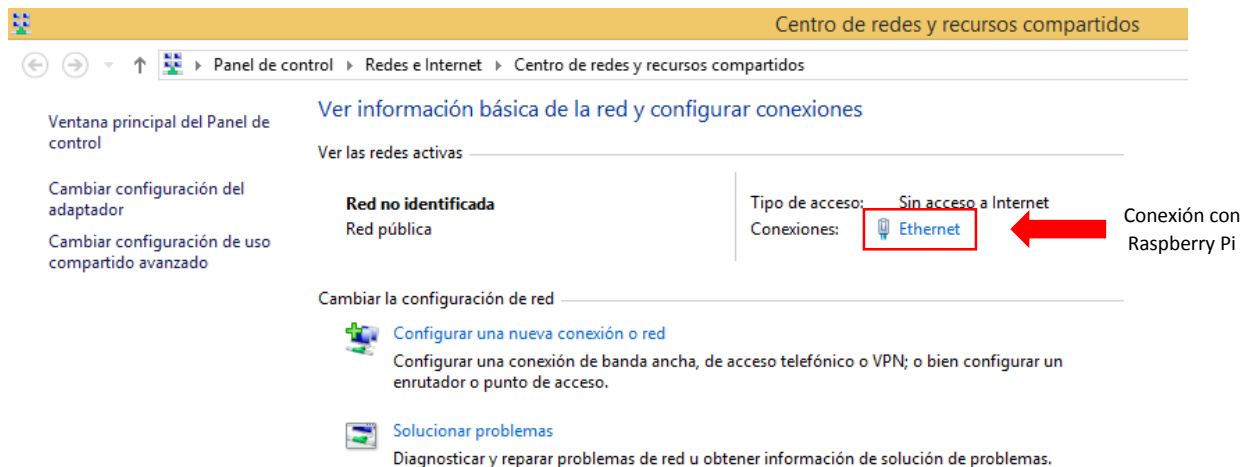 Centro de redes y recursos compartidos
Panel de control Redes e Internet Centro de redes y recursos compartidos
Ventana principal del Panel de
control
Cambiar configuración del
adaptador
Cambiar configuración de uso
compartido avanzado
Ver información básica de la red y configurar conexiones
Ver las redes activas
Red no identificada
Red pública
Tipo de acceso: Sin acceso a Internet
Conexiones: Ethernet
Conexión con
Raspberry Pi
Cambiar la configuración de red
Configurar una nueva conexión o red
Configurar una conexión de banda ancha, de acceso telefónico o VPN; o bien configurar un
enrutador o punto de acceso.
Solucionar problemas
Diagnosticar y reparar problemas de red u obtener información de solución de problemas.